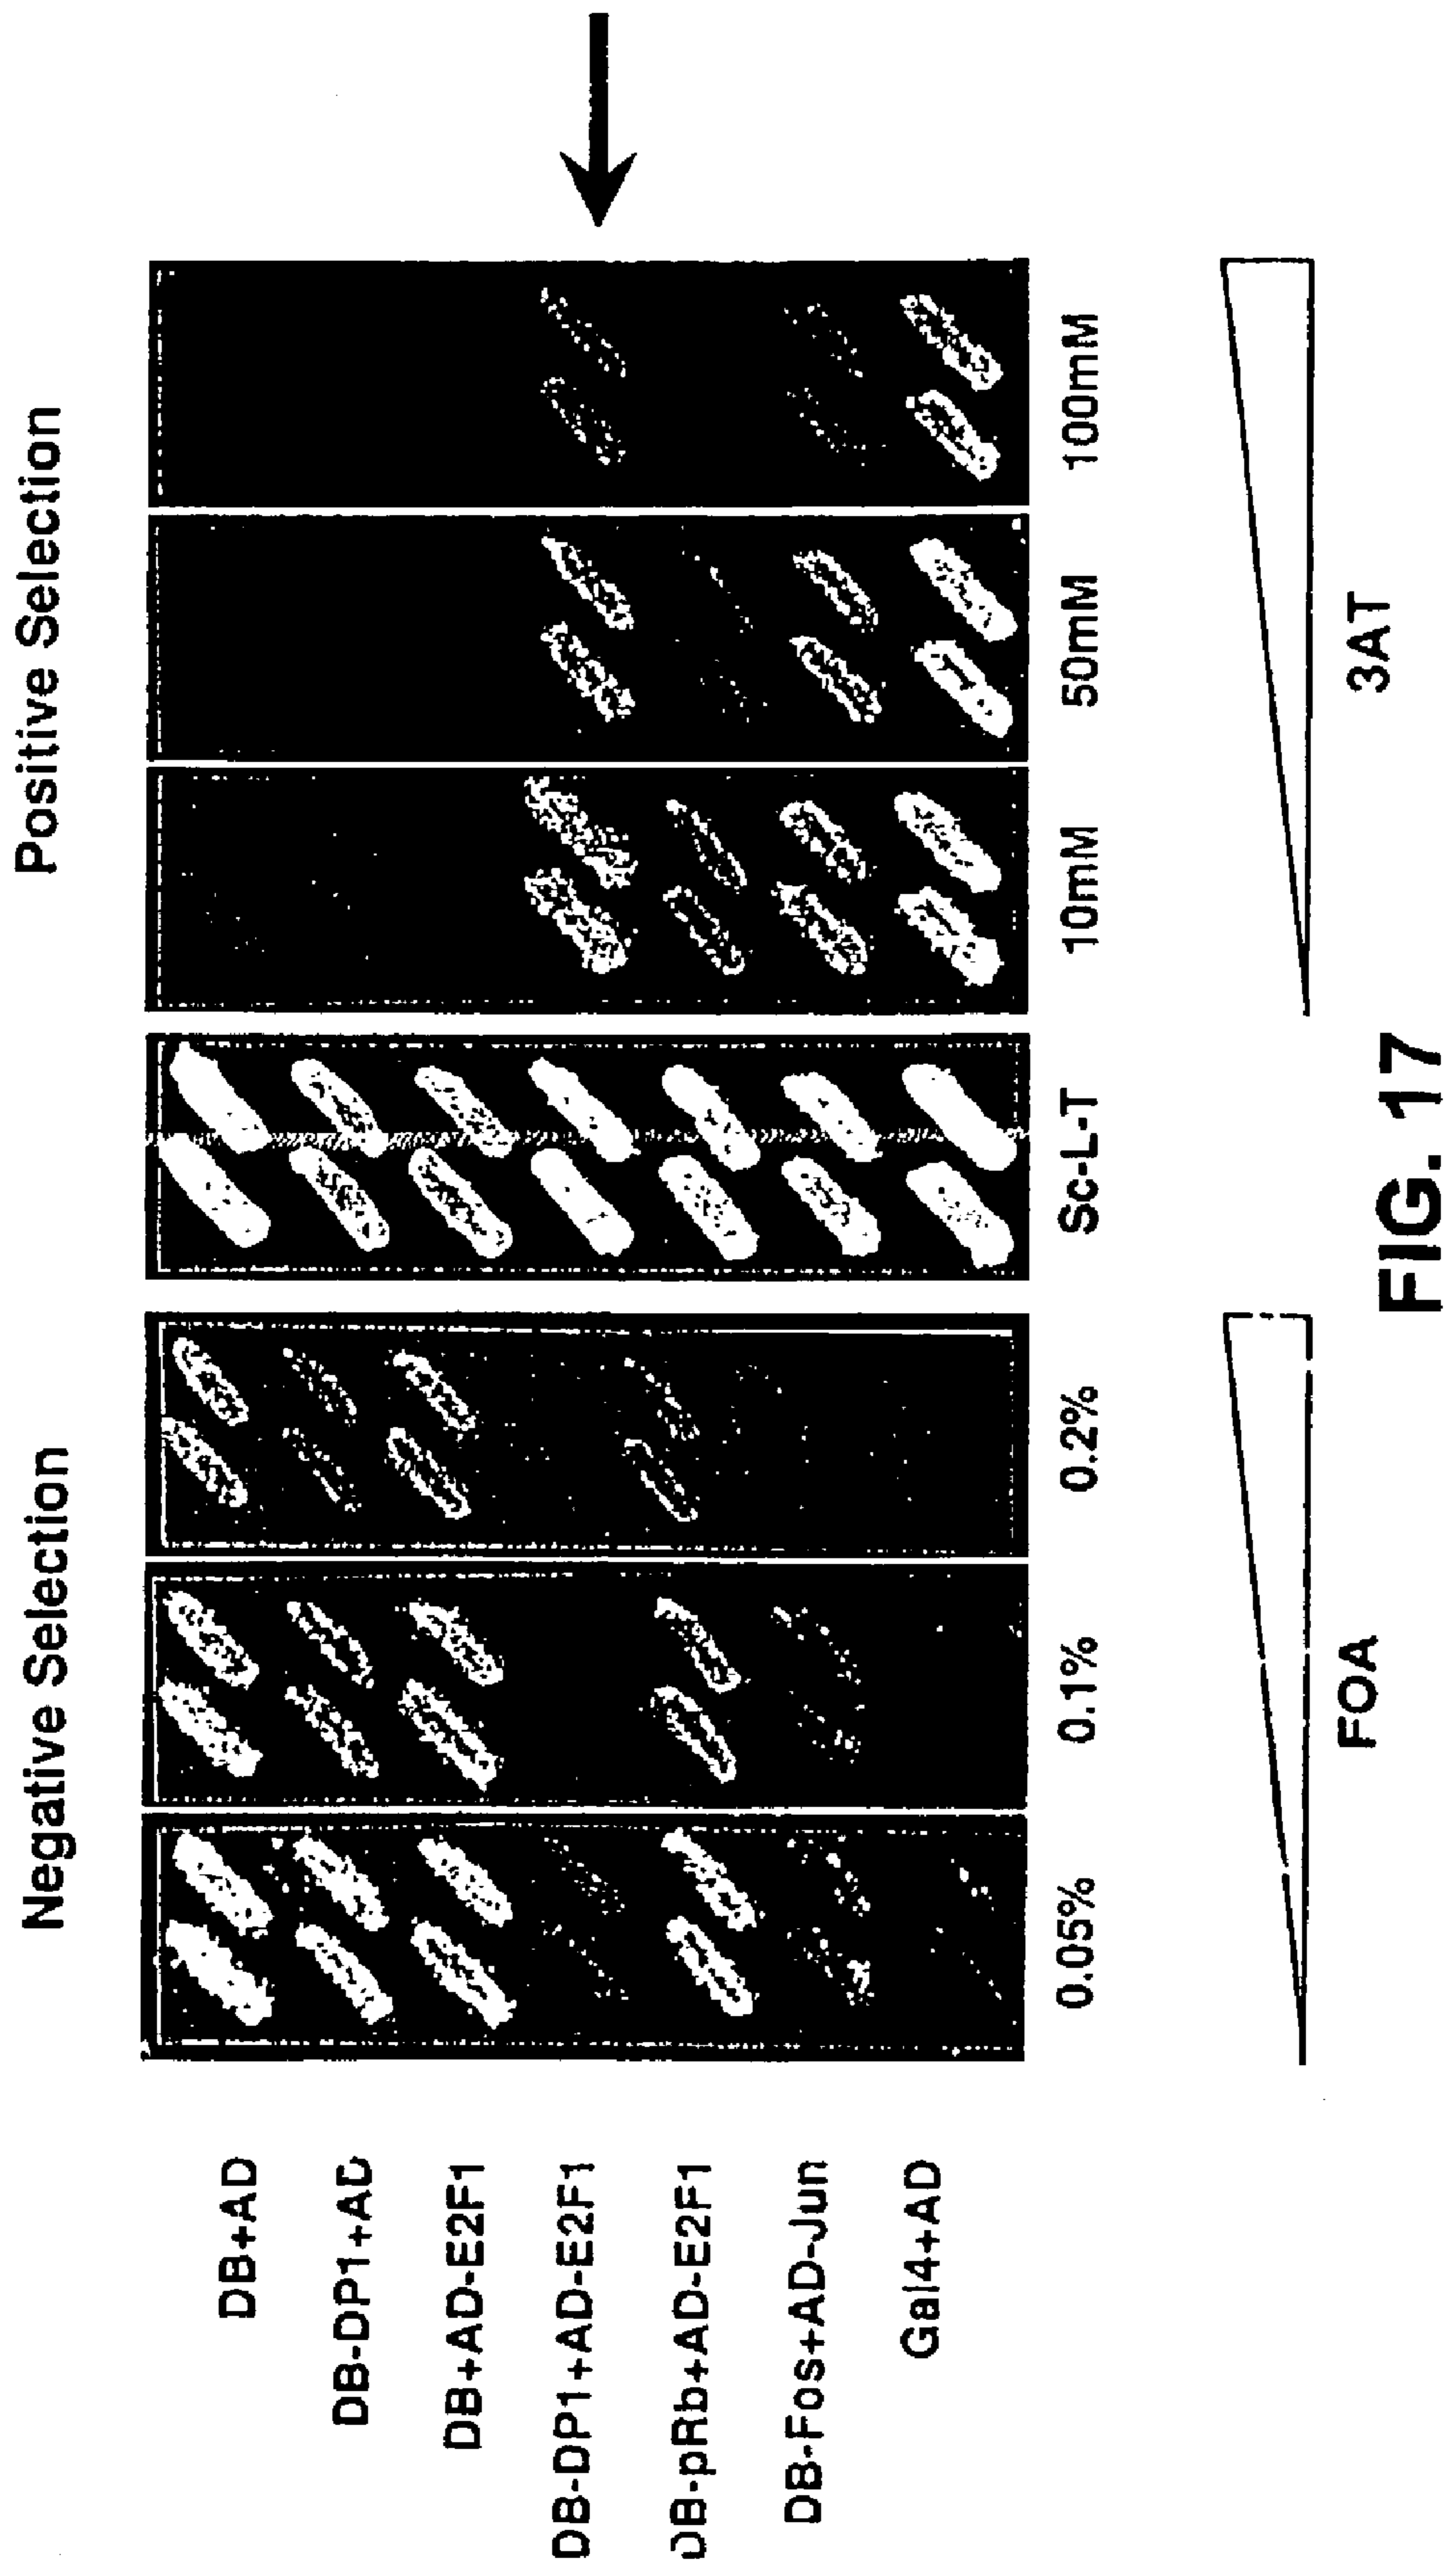 Negative Selection
Positive Selection
DB+AD
DB-DP1+AD
DB+AD-E2F1
DB-DP1+AD-E2F1
DB-pRb+AD-E2F1
DB-Fos+AD-Jun
Gal4+AD
0.05%
0.1%
0.2%
Sc-L-T
10mM
50mM
100mM
FOA
3AT
FIG. 17